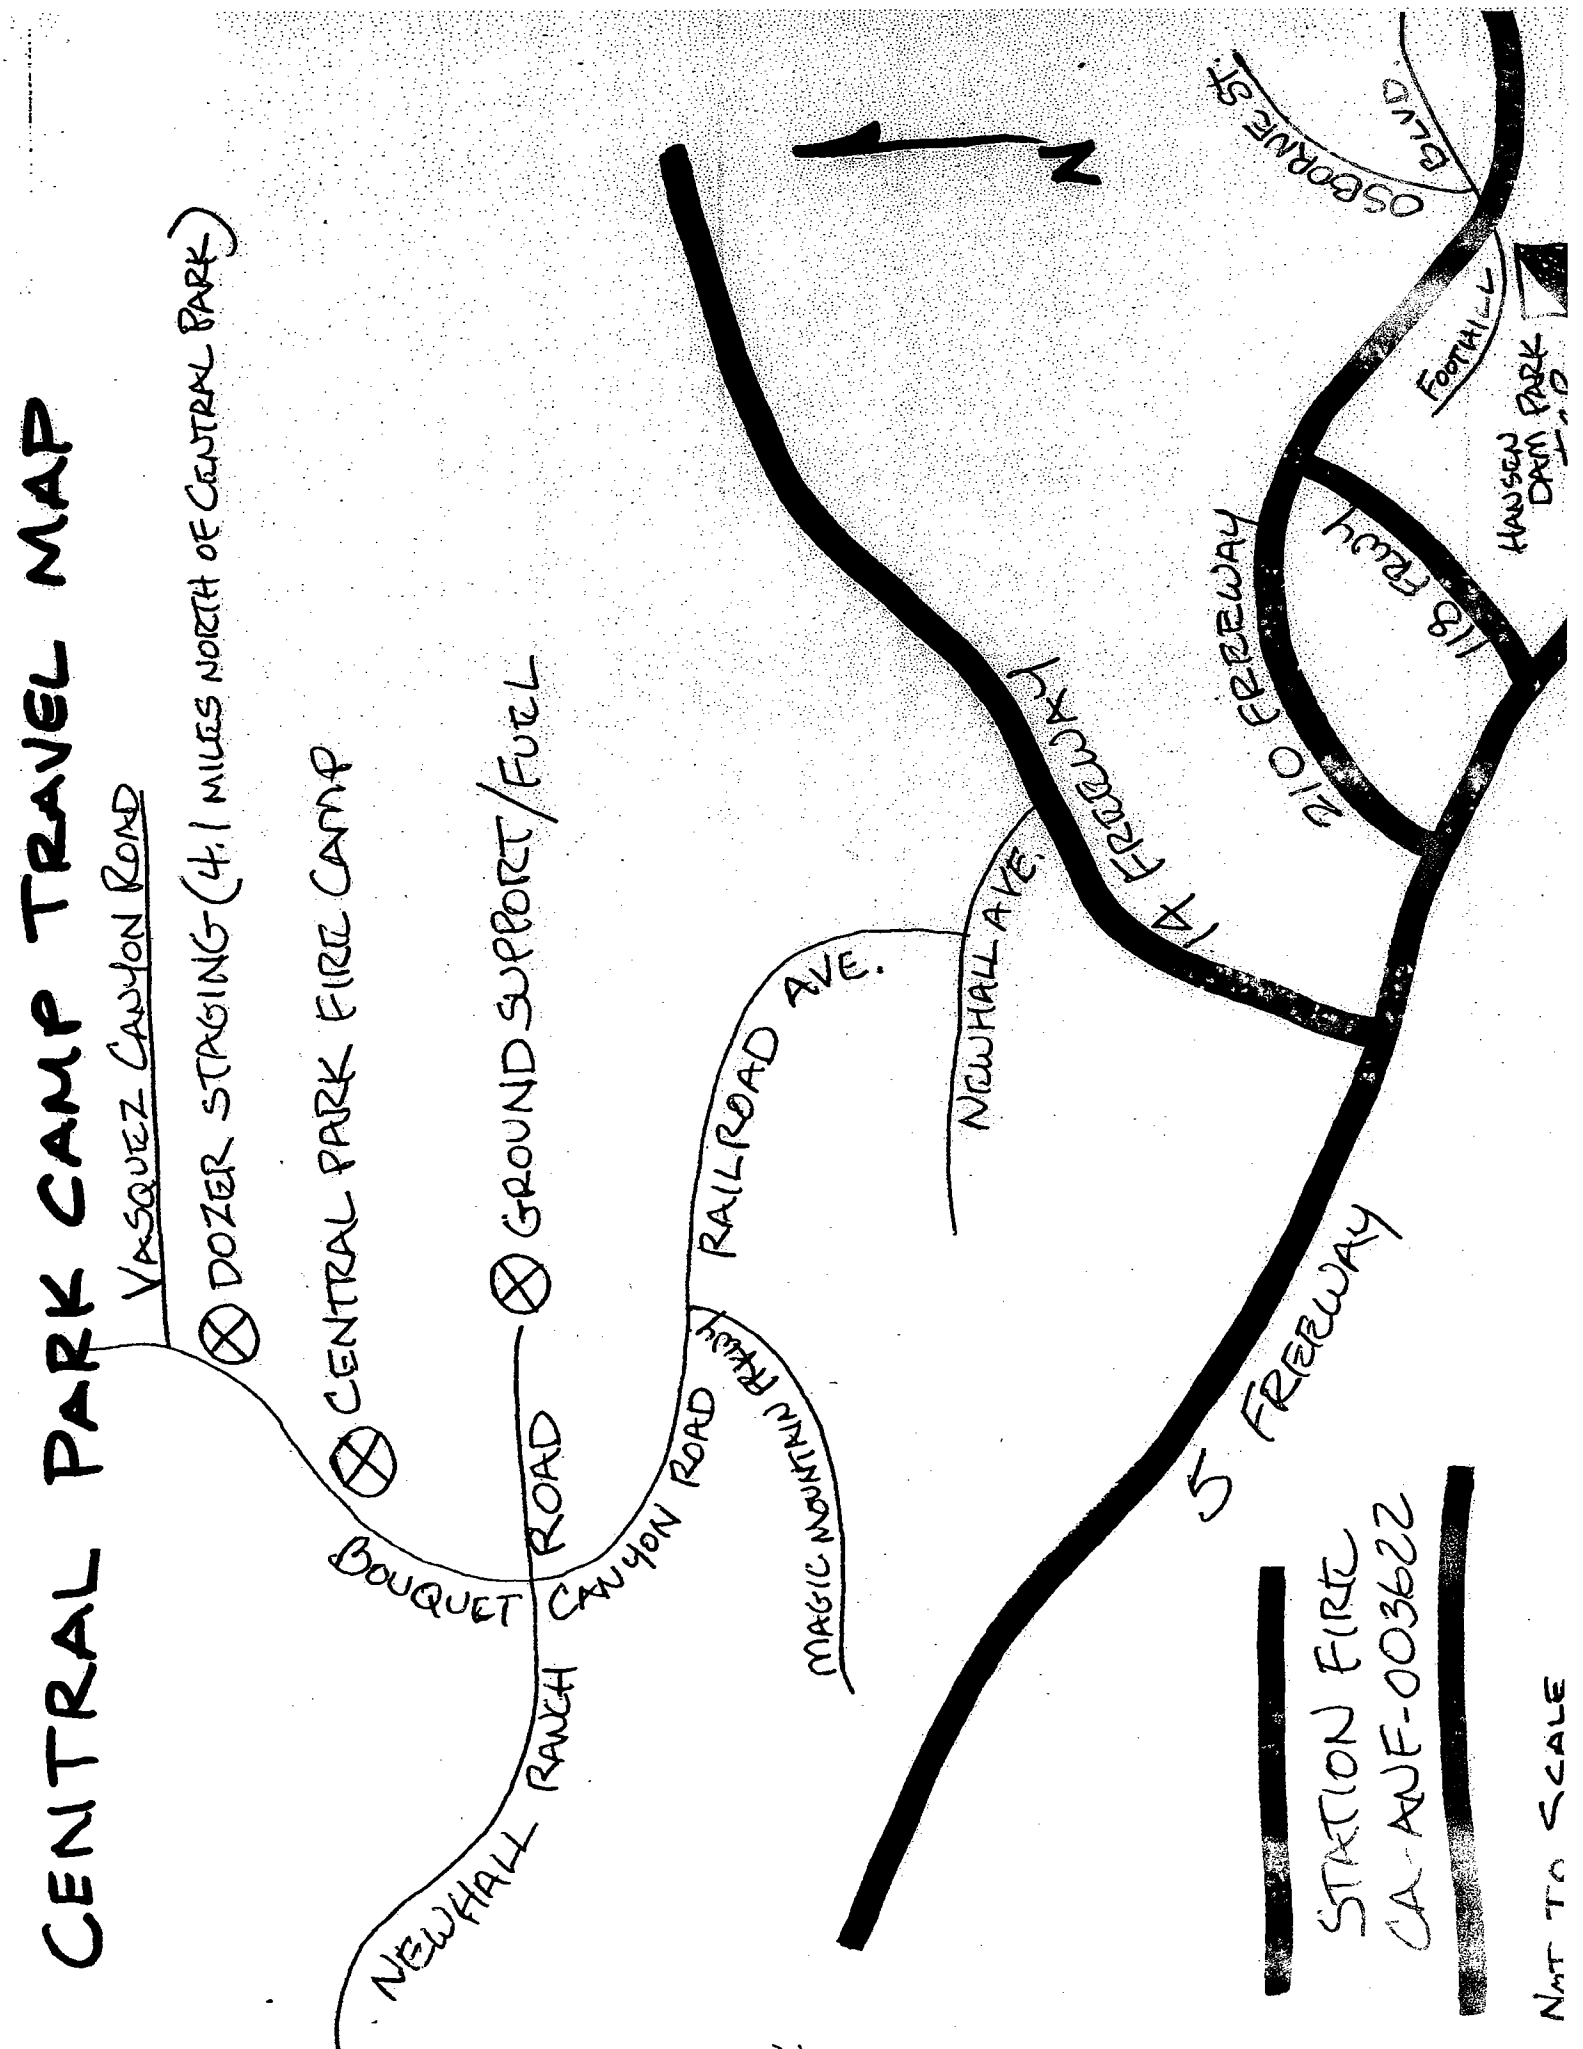 CENTRAL PARK CAMP TRAVEL MAP
VASQUEZ CANYON ROAD
DOZER STAGING (4.1 MILES NORTH OF CENTRAL PARK)
CENTRAL PARK FIRE CAMP
BOUQUET CANYON ROAD
GROUND SUPPORT/FUEL
NEWHALL RANCH ROAD
RAILROAD AVE.
MAGIC MOUNTAIN PKWY
NEWHALL AVE.
14 FREEWAY
N
5 FREEWAY
210 FREEWAY
118 FRWY
OSBORNE ST.
FOOTHILL BLVD
HANSEN
DAM PARK
STATION FIRE
CA-ANF-003622
NOT TO SCALE